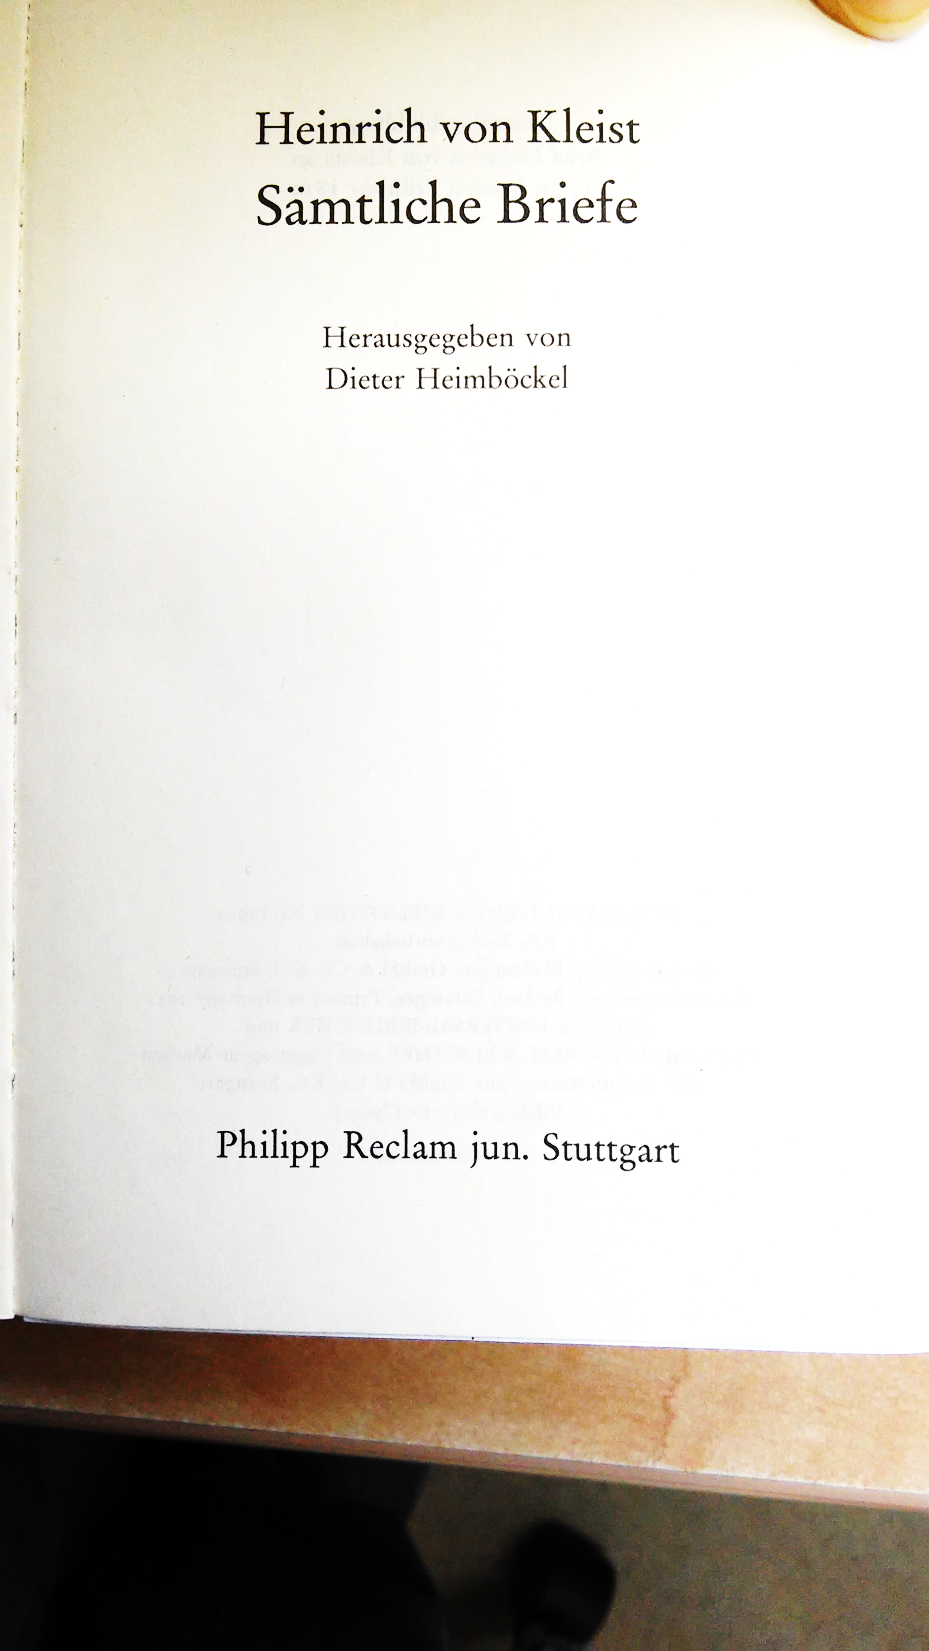 Heinrich von Kleist
Sämtliche Briefe
Herausgegeben von
Dieter Heimböckel
Philipp Reclam jun. Stuttgart